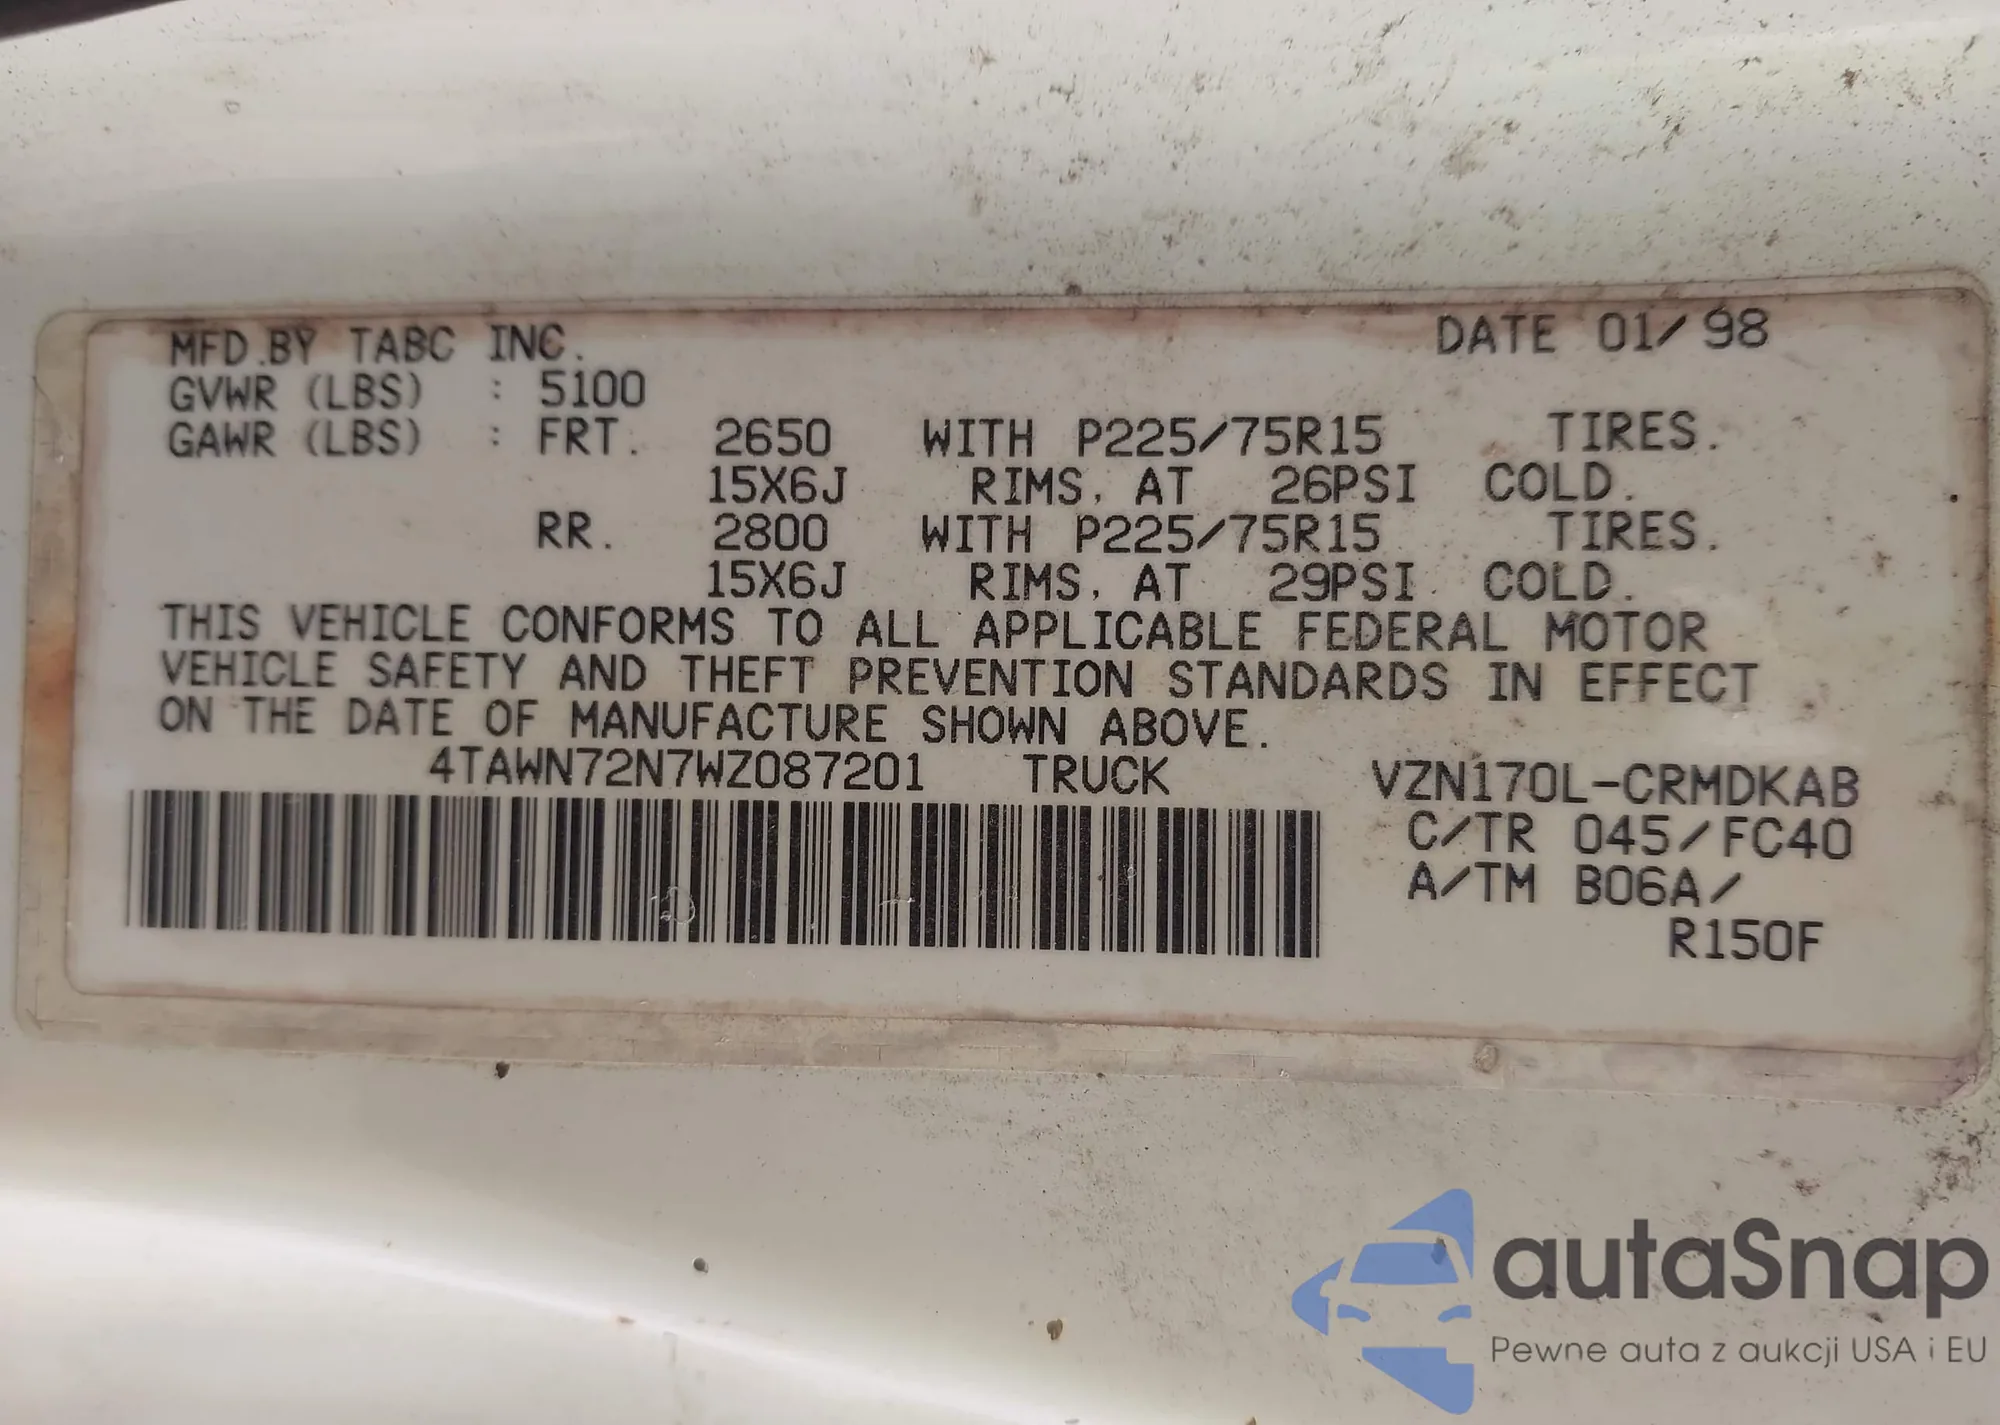 MFD.BY TABC INC. DATE 01/98
GVWR (LBS) : 5100
GAWR (LBS) : FRT. 2650 WITH P225/75R15 TIRES.
15X6J RIMS, AT 26PSI COLD.
RR. 2800 WITH P225/75R15 TIRES.
15X6J RIMS, AT 29PSI COLD.
THIS VEHICLE CONFORMS TO ALL APPLICABLE FEDERAL MOTOR
VEHICLE SAFETY AND THEFT PREVENTION STANDARDS IN EFFECT
ON THE DATE OF MANUFACTURE SHOWN ABOVE.
4TAWN72N7WZ087201 TRUCK VZN170L-CRMDKAB
C/TR 045/FC40
A/TM B06A/
R150F
autaSnap
Pewne auta z aukcji USA i EU